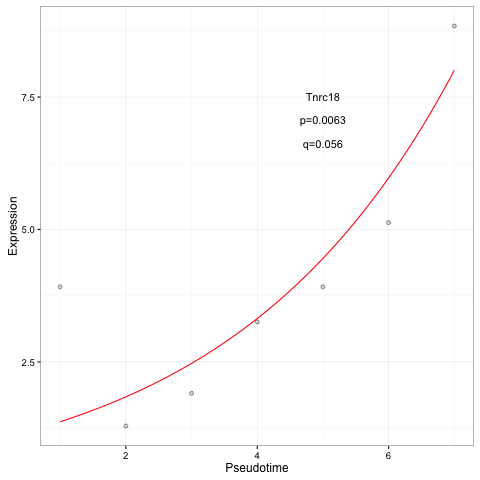 Tnrc18
p=0.0063
q=0.056
7.5
5.0
2.5
Expression
2 4 6
Pseudotime